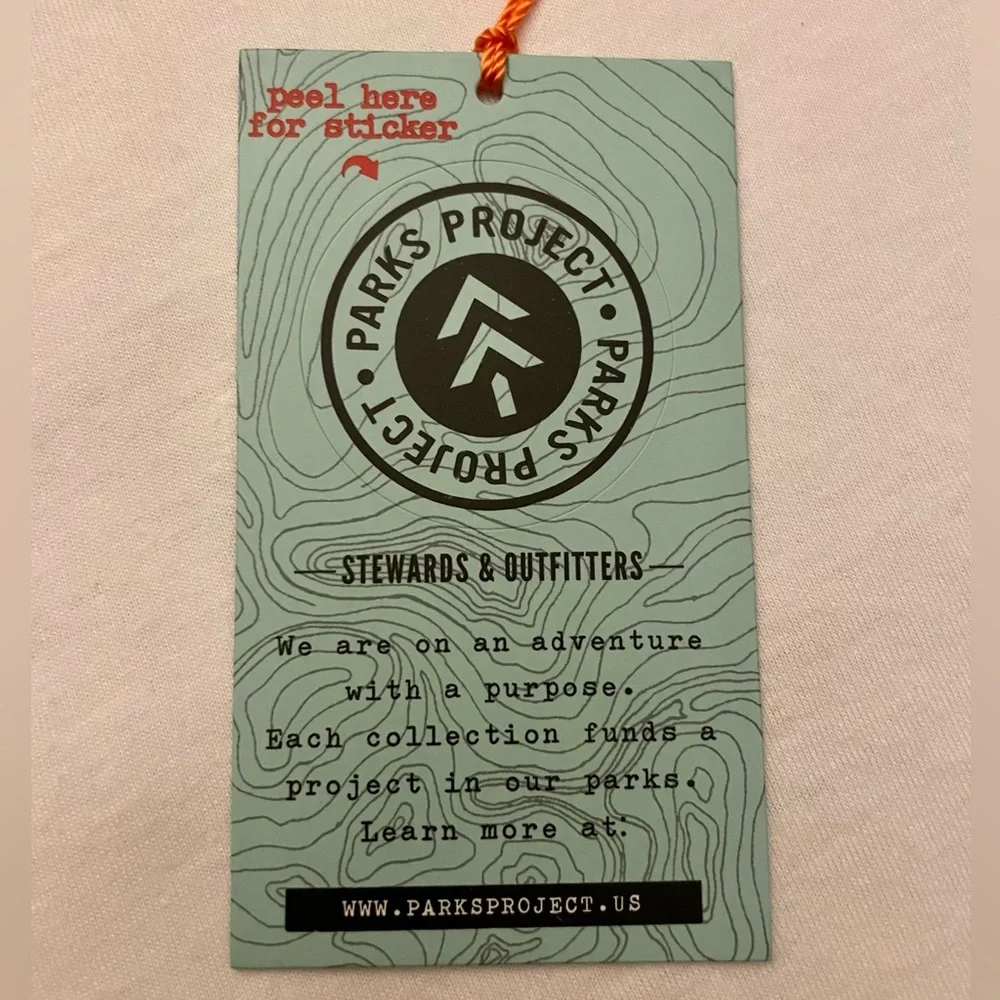 peel here
for sticker
PARKS PROJECT • PARKS PROJECT •
STEWARDS & OUTFITTERS
We are on an adventure
with a purpose.
Each collection funds a
project in our parks.
Learn more at:
WWW.PARKSPROJECT.US